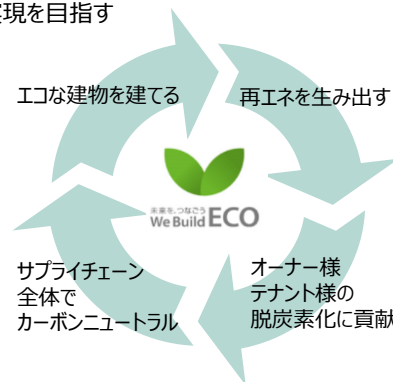 実現を目指す
エコな建物を建てる
再エネを生み出す
未来を、つなごう
We Build ECO
サプライチェーン
全体で
カーボンニュートラル
オーナー様
テナント様の
脱炭素化に貢献